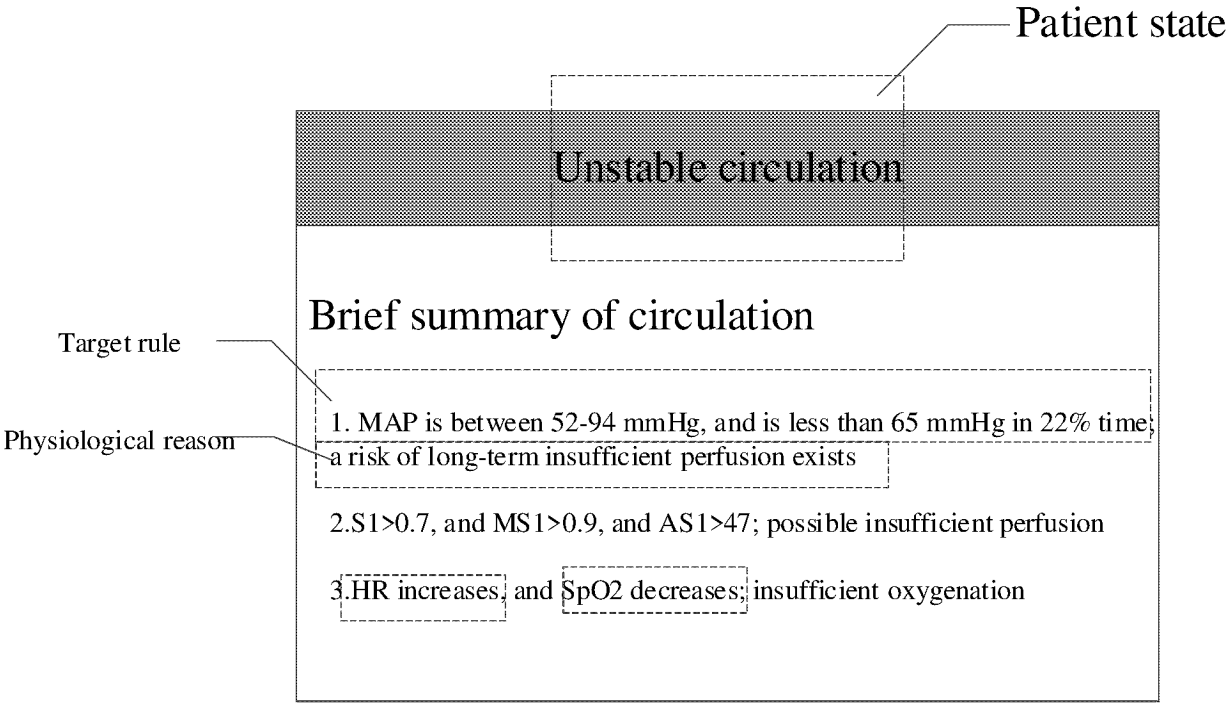 Patient state
Unstable circulation
Brief summary of circulation
Target rule
1. MAP is between 52-94 mmHg, and is less than 65 mmHg in 22% time;
Physiological reason
a risk of long-term insufficient perfusion exists
2.S1>0.7, and MS1>0.9, and AS1>47; possible insufficient perfusion
3.HR increases, and SpO2 decreases; insufficient oxygenation